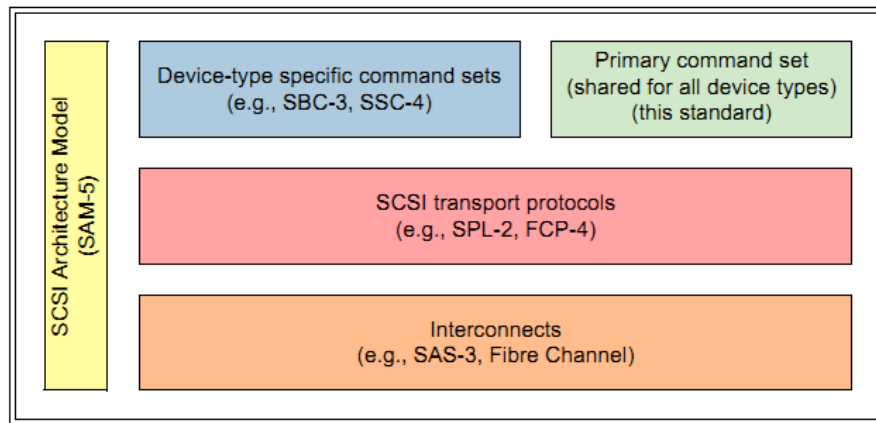 SCSI Architecture Model
(SAM-5)
Device-type specific command sets
(e.g., SBC-3, SSC-4)
Primary command set
(shared for all device types)
(this standard)
SCSI transport protocols
(e.g., SPL-2, FCP-4)
Interconnects
(e.g., SAS-3, Fibre Channel)